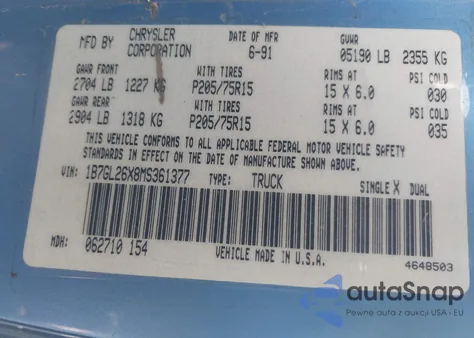 MFD BY CHRYSLER CORPORATION DATE OF MFR 6-91 GVWR 05190 LB 2355 KG
GAWR FRONT WITH TIRES RIMS AT PSI COLD
2704 LB 1227 KG P205/75R15 15 X 6.0 030
GAWR REAR WITH TIRES RIMS AT PSI COLD
2904 LB 1318 KG P205/75R15 15 X 6.0 035
THIS VEHICLE CONFORMS TO ALL APPLICABLE FEDERAL MOTOR VEHICLE SAFETY
STANDARDS IN EFFECT ON THE DATE OF MANUFACTURE SHOWN ABOVE.
VIN: 1B7GL26X8MS361377 TYPE: TRUCK SINGLE X DUAL
MDH: 062710 154 VEHICLE MADE IN U.S.A. 4648503
autoSnap
Pewne auta z aukcji USA i EU